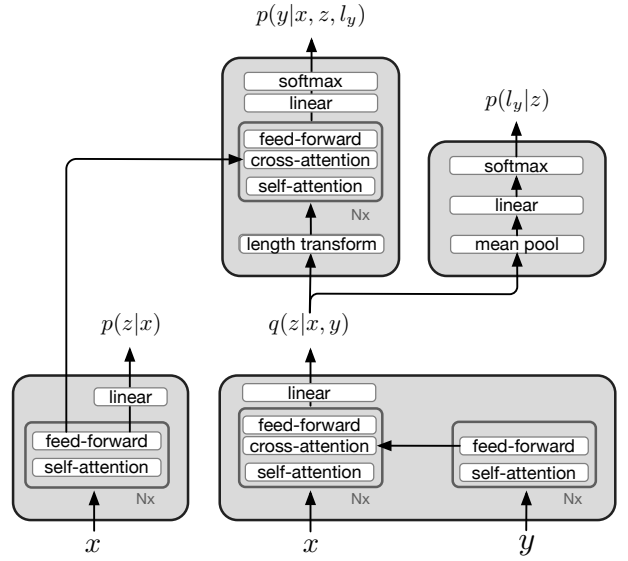 p(y|x, z, l_y)
softmax
linear
feed-forward
cross-attention
self-attention
Nx
length transform
p(l_y|z)
softmax
linear
mean pool
p(z|x)
linear
feed-forward
self-attention
Nx
x
q(z|x, y)
linear
feed-forward
cross-attention
self-attention
Nx
x
feed-forward
self-attention
Nx
y